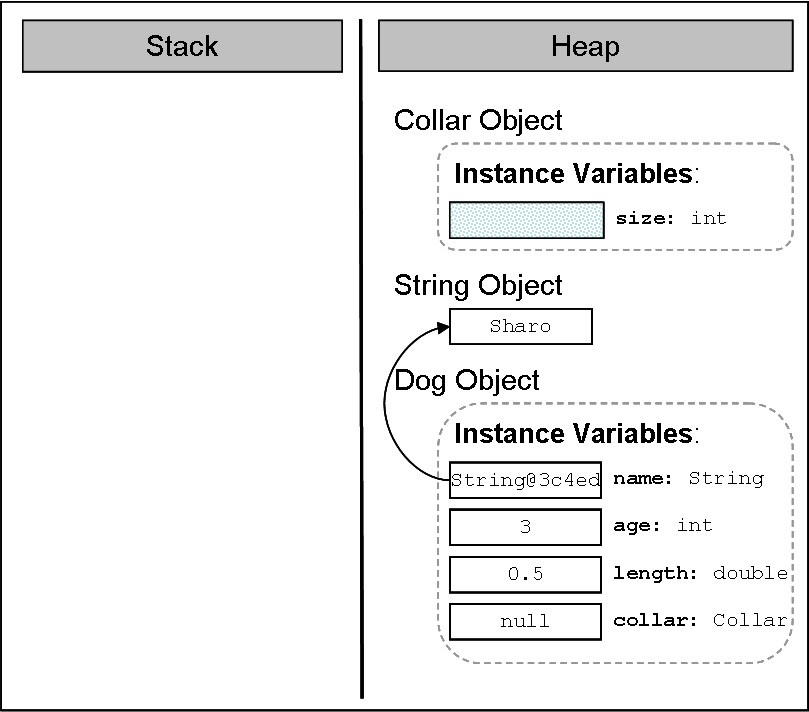 Stack
Heap
Collar Object
Instance Variables:
size: int
String Object
Sharo
Dog Object
Instance Variables:
String@3c4ed name: String
3 age: int
0.5 length: double
null collar: Collar